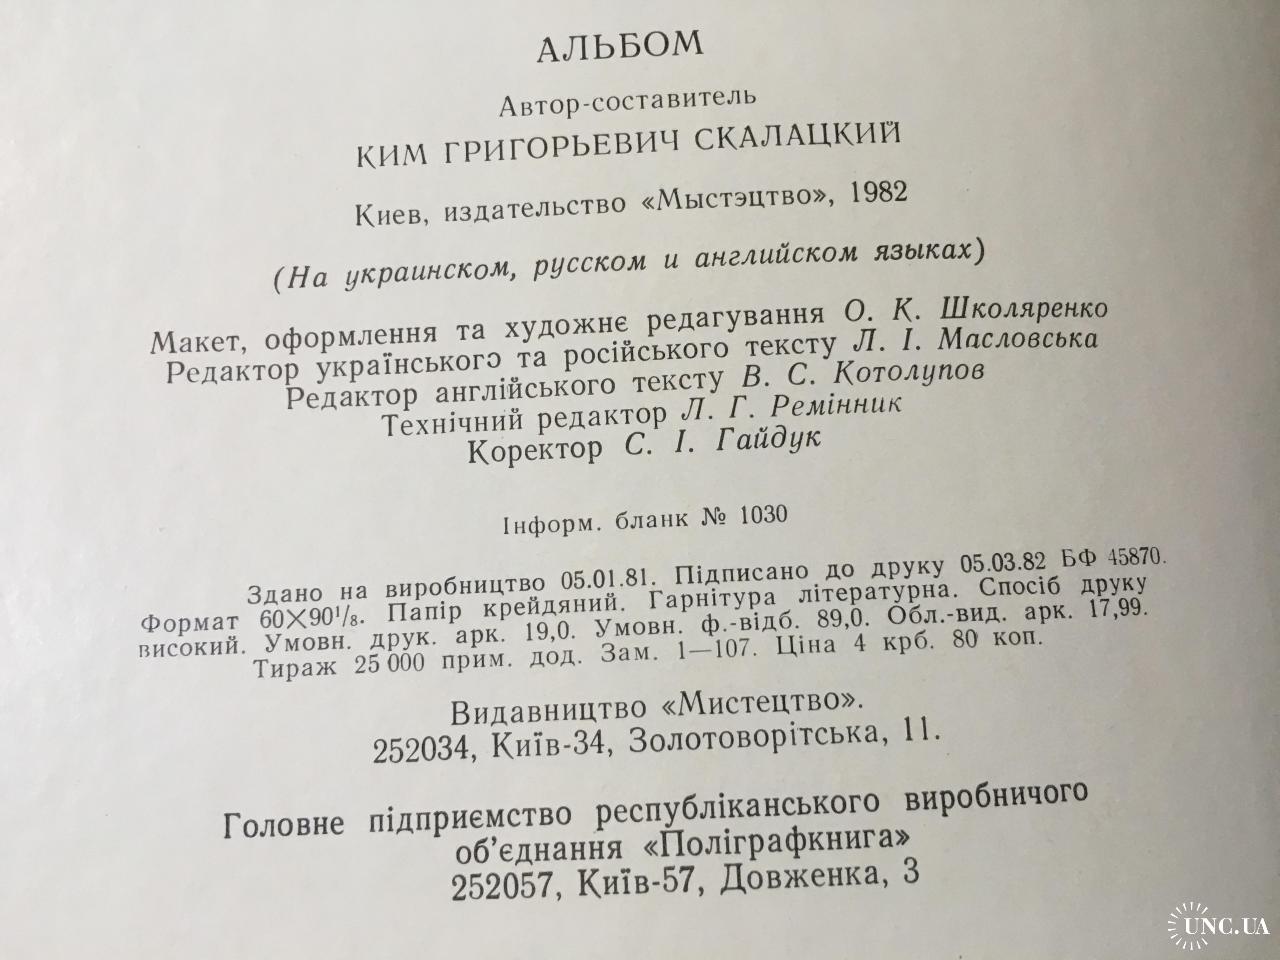 АЛЬБОМ
Автор-составитель
КИМ ГРИГОРЬЕВИЧ СКАЛАЦКИЙ
Киев, издательство «Мыстэцтво», 1982
(На украинском, русском и английском языках)
Макет, оформлення та художнє редагування О. К. Школяренко
Редактор українського та російського тексту Л. І. Масловська
Редактор англійського тексту В. С. Котолупов
Технічний редактор Л. Г. Ремінник
Коректор С. І. Гайдук
Інформ. бланк № 1030
Здано на виробництво 05.01.81. Підписано до друку 05.03.82 БФ 45870.
Формат 60×90¹/₈. Папір крейдяний. Гарнітура літературна. Спосіб друку
високий. Умовн. друк. арк. 19,0. Умовн. ф.-відб. 89,0. Обл.-вид. арк. 17,99.
Тираж 25 000 прим. дод. Зам. 1—107. Ціна 4 крб. 80 коп.
Видавництво «Мистецтво».
252034, Київ-34, Золотоворітська, 11.
Головне підприємство республіканського виробничого
об’єднання «Поліграфкнига»
252057, Київ-57, Довженка, 3
UNC.UA